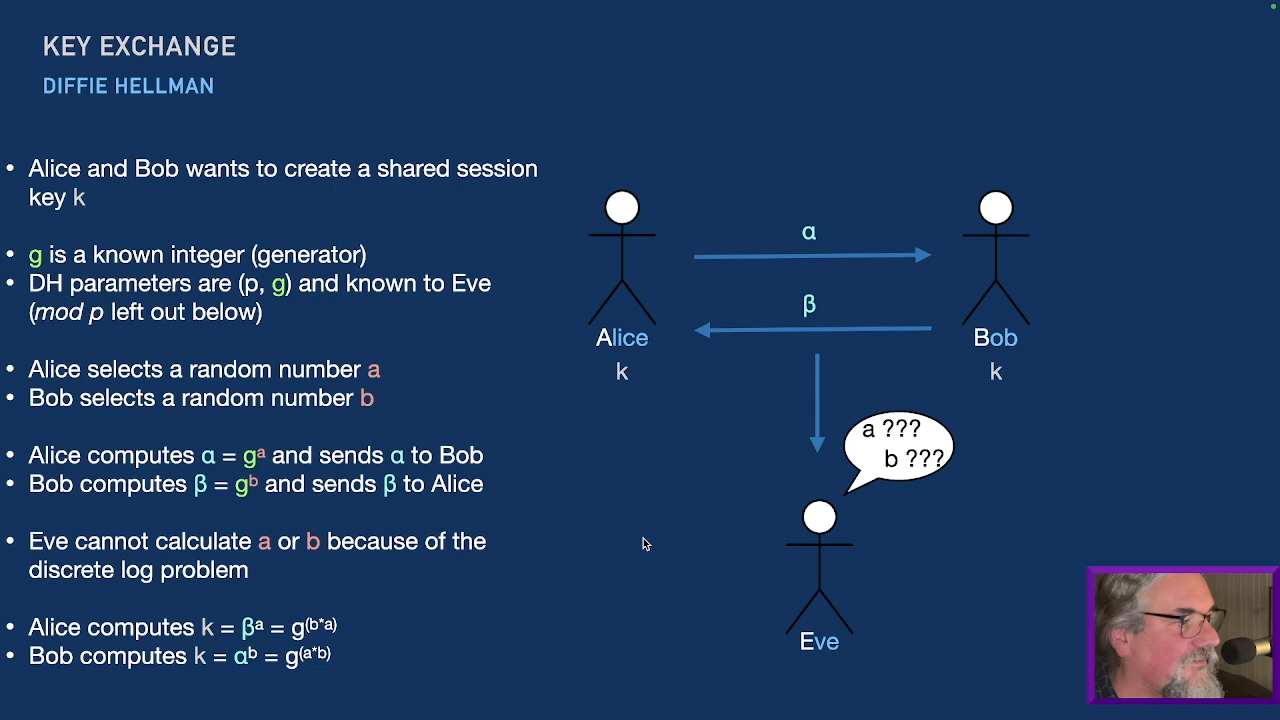 KEY EXCHANGE
DIFFIE HELLMAN
• Alice and Bob wants to create a shared session
key k
• g is a known integer (generator)
• DH parameters are (p, g) and known to Eve
(mod p left out below)
• Alice selects a random number a
• Bob selects a random number b
• Alice computes α = gᵃ and sends α to Bob
• Bob computes β = gᵇ and sends β to Alice
• Eve cannot calculate a or b because of the
discrete log problem
• Alice computes k = βᵃ = g⁽ᵇ*ᵃ⁾
• Bob computes k = αᵇ = g⁽ᵃ*ᵇ⁾
α
β
Alice
k
Bob
k
a ???
b ???
Eve